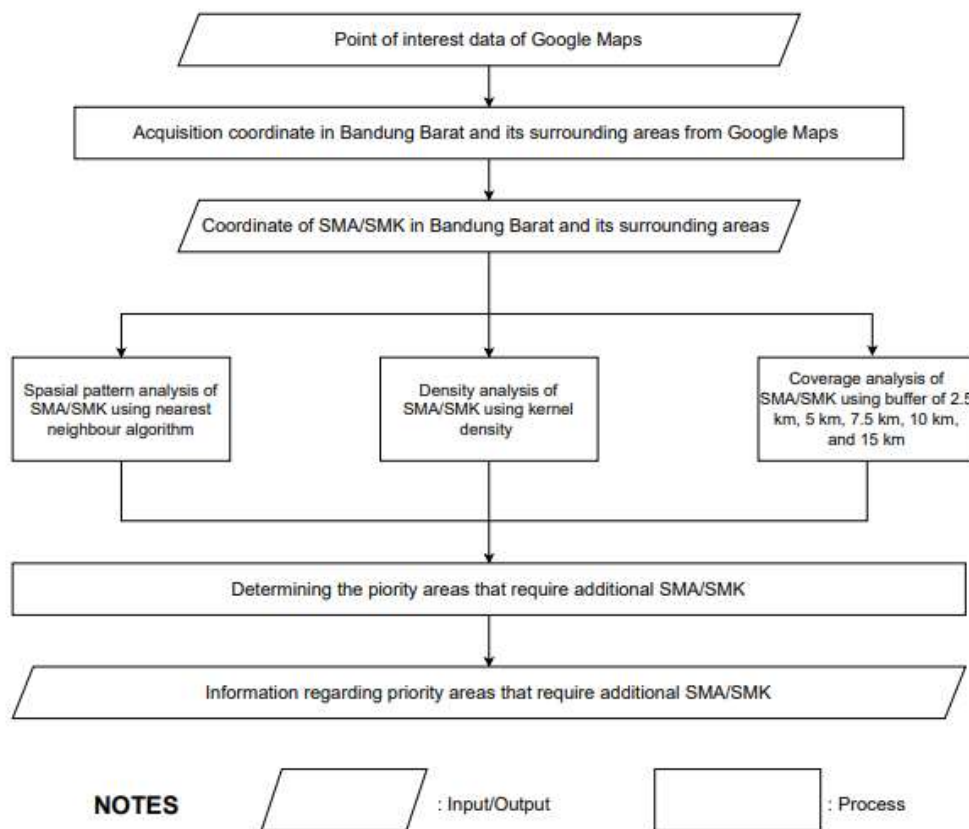 Point of interest data of Google Maps
Acquisition coordinate in Bandung Barat and its surrounding areas from Google Maps
Coordinate of SMA/SMK in Bandung Barat and its surrounding areas
Spasial pattern analysis of
SMA/SMK using nearest
neighbour algorithm
Density analysis of
SMA/SMK using kernel
density
Coverage analysis of
SMA/SMK using buffer of 2.5
km, 5 km, 7.5 km, 10 km,
and 15 km
Determining the piority areas that require additional SMA/SMK
Information regarding priority areas that require additional SMA/SMK
NOTES
: Input/Output
: Process